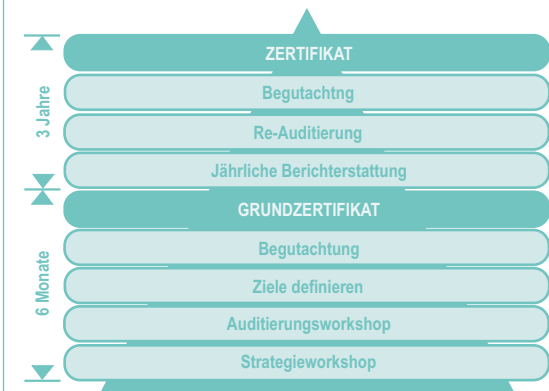 ZERTIFIKAT
Begutachtng
Re-Auditierung
Jährliche Berichterstattung
3 Jahre
GRUNDZERTIFIKAT
Begutachtung
Ziele definieren
Auditierungsworkshop
Strategieworkshop
6 Monate